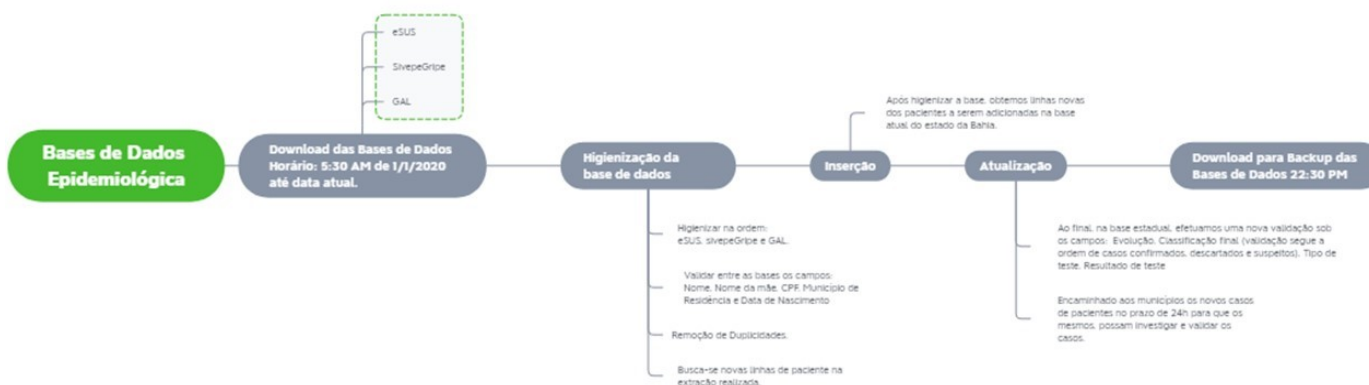 eSUS
SivepeGripe
GAL
Bases de Dados
Epidemiológica
Download das Bases de Dados
Horário: 5:30 AM de 1/1/2020
até data atual.
Higienização da
base de dados
Higienizar na ordem:
eSUS, sivepeGripe e GAL.
Validar entre as bases os campos:
Nome, Nome da mãe, CPF, Município de
Residência e Data de Nascimento
Remoção de Duplicidades.
Busca-se novas linhas de paciente na
extração realizada.
Após higienizar a base, obtemos linhas novas
dos pacientes a serem adicionadas na base
atual do estado da Bahia.
Inserção
Atualização
Ao final, na base estadual, efetuamos uma nova validação sob
os campos: Evolução, Classificação final (validação segue a
ordem de casos confirmados, descartados e suspeitos), Tipo de
teste, Resultado de teste
Encaminhado aos municípios os novos casos
de pacientes no prazo de 24h para que os
mesmos, possam investigar e validar os
casos.
Download para Backup das
Bases de Dados 22:30 PM